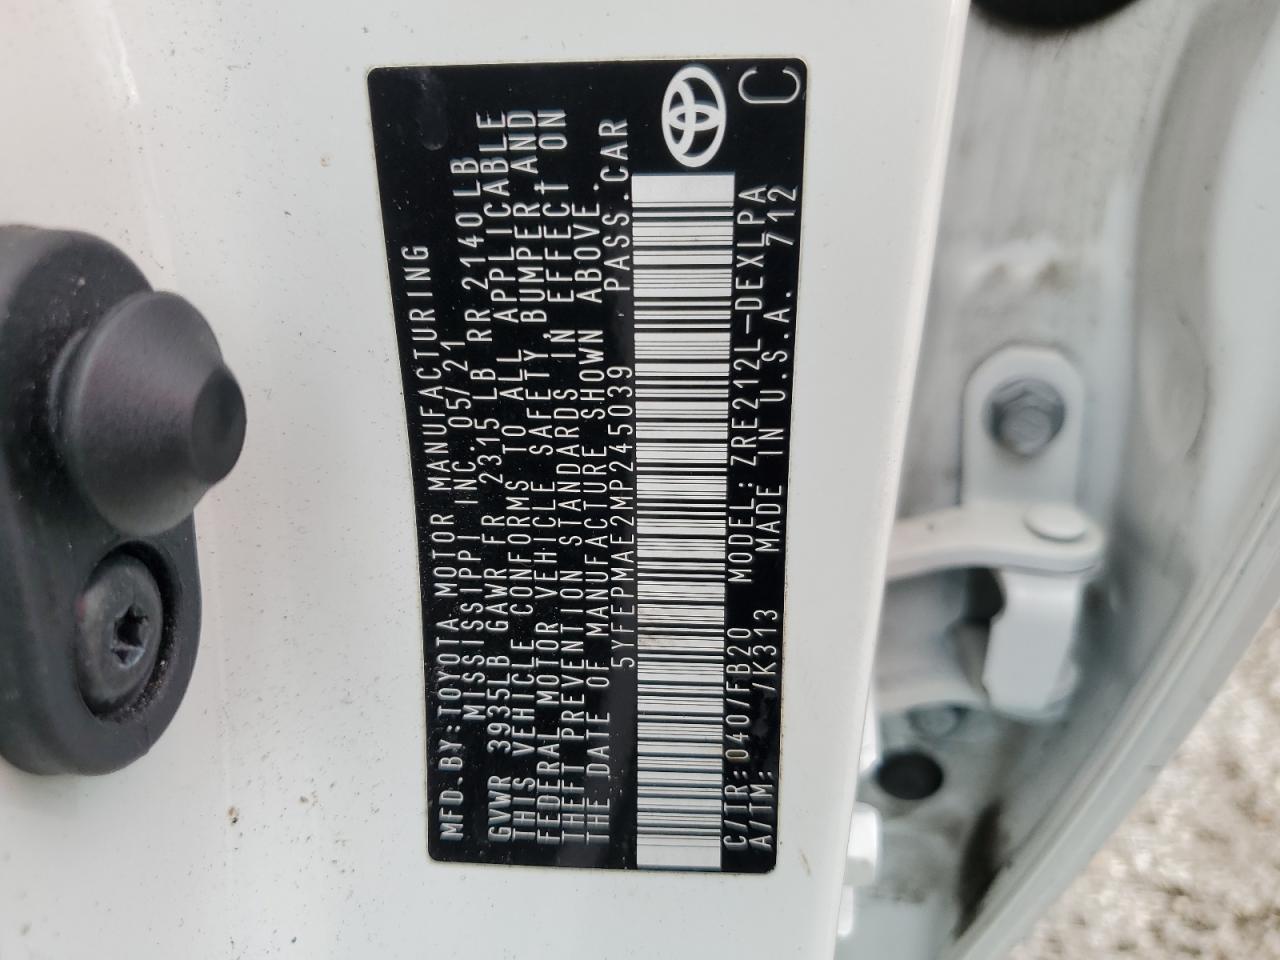 MFD.BY:TOYOTA MOTOR MANUFACTURING
MISSISSIPPI INC. 05/21
GVWR 3935LB GAWR FR 2315LB RR 2140LB
THIS VEHICLE CONFORMS TO ALL APPLICABLE
FEDERAL MOTOR VEHICLE SAFETY, BUMPER, AND
THEFT PREVENTION STANDARDS IN EFFECT ON
THE DATE OF MANUFACTURE SHOWN ABOVE.
5YFEPMAE2MP245039 PASS.CAR
C/TR:040/FB20 MODEL:ZRE212L-DEXLPA
A/TM: /K313 MADE IN U.S.A. 712
C